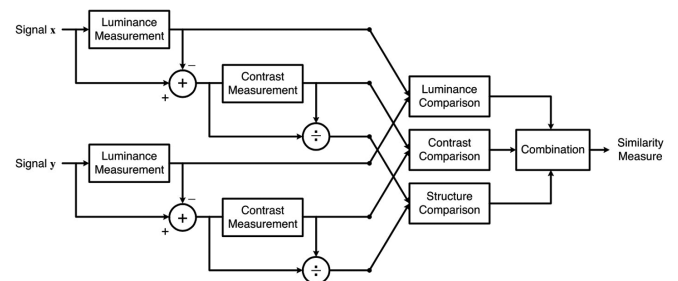 Signal x
Luminance
Measurement
−
+
+
Contrast
Measurement
÷
Signal y
Luminance
Measurement
−
+
+
Contrast
Measurement
÷
Luminance
Comparison
Contrast
Comparison
Structure
Comparison
Combination
Similarity
Measure